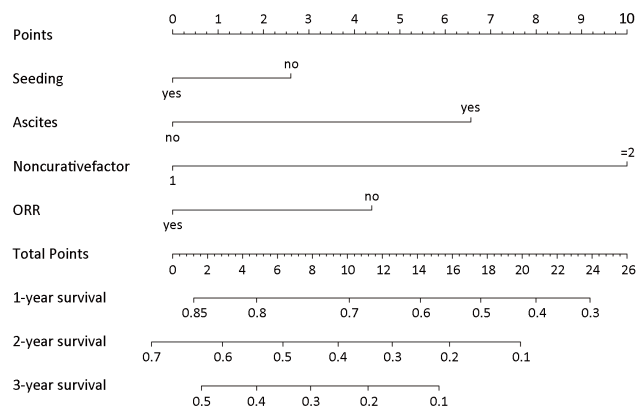 Points 0 1 2 3 4 5 6 7 8 9 10
Seeding yes no
Ascites no yes
Noncurativefactor 1 =2
ORR yes no
Total Points 0 2 4 6 8 10 12 14 16 18 20 22 24 26
1-year survival 0.85 0.8 0.7 0.6 0.5 0.4 0.3
2-year survival 0.7 0.6 0.5 0.4 0.3 0.2 0.1
3-year survival 0.5 0.4 0.3 0.2 0.1